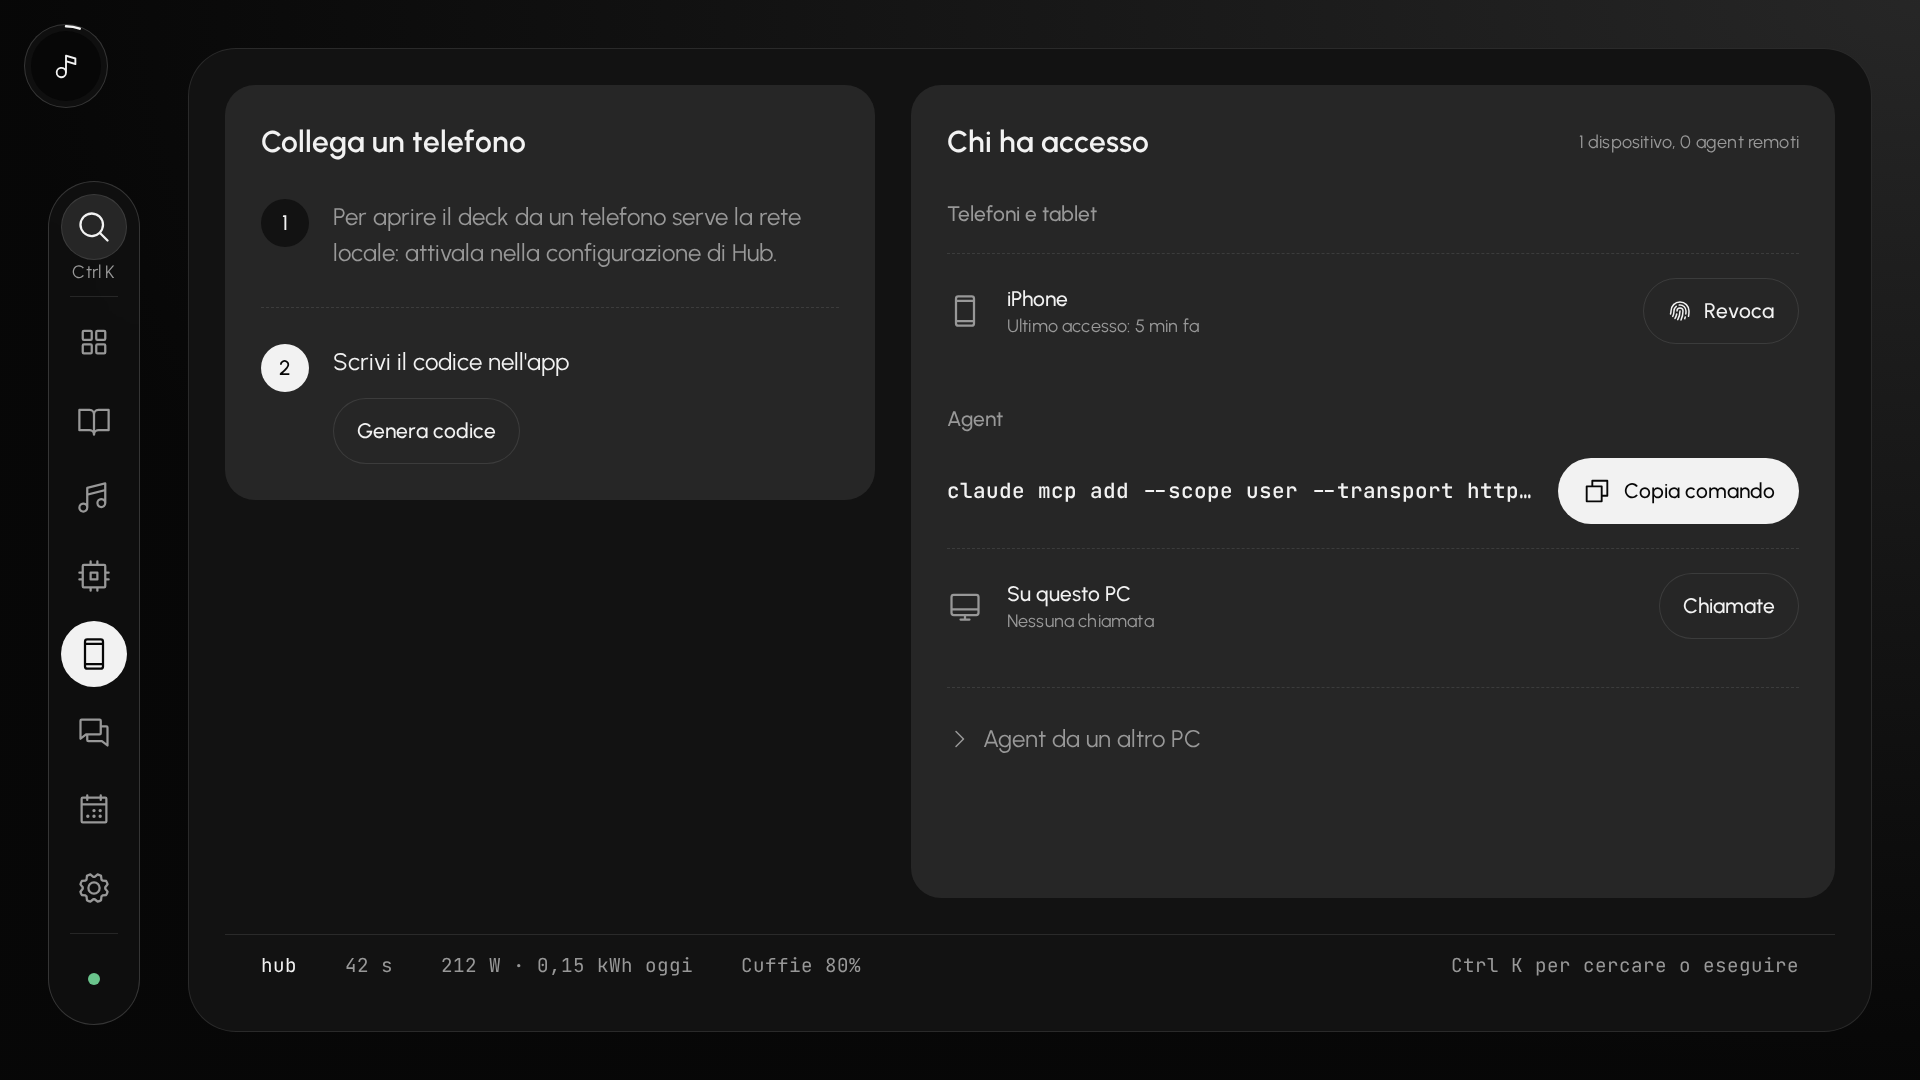 Ctrl K
Collega un telefono
1
Per aprire il deck da un telefono serve la rete
locale: attivala nella configurazione di Hub.
2
Scrivi il codice nell'app
Genera codice
Chi ha accesso
1 dispositivo, 0 agent remoti
Telefoni e tablet
iPhone
Ultimo accesso: 5 min fa
Revoca
Agent
claude mcp add --scope user --transport http…
Copia comando
Su questo PC
Nessuna chiamata
Chiamate
Agent da un altro PC
hub 42 s 212 W · 0,15 kWh oggi Cuffie 80%
Ctrl K per cercare o eseguire